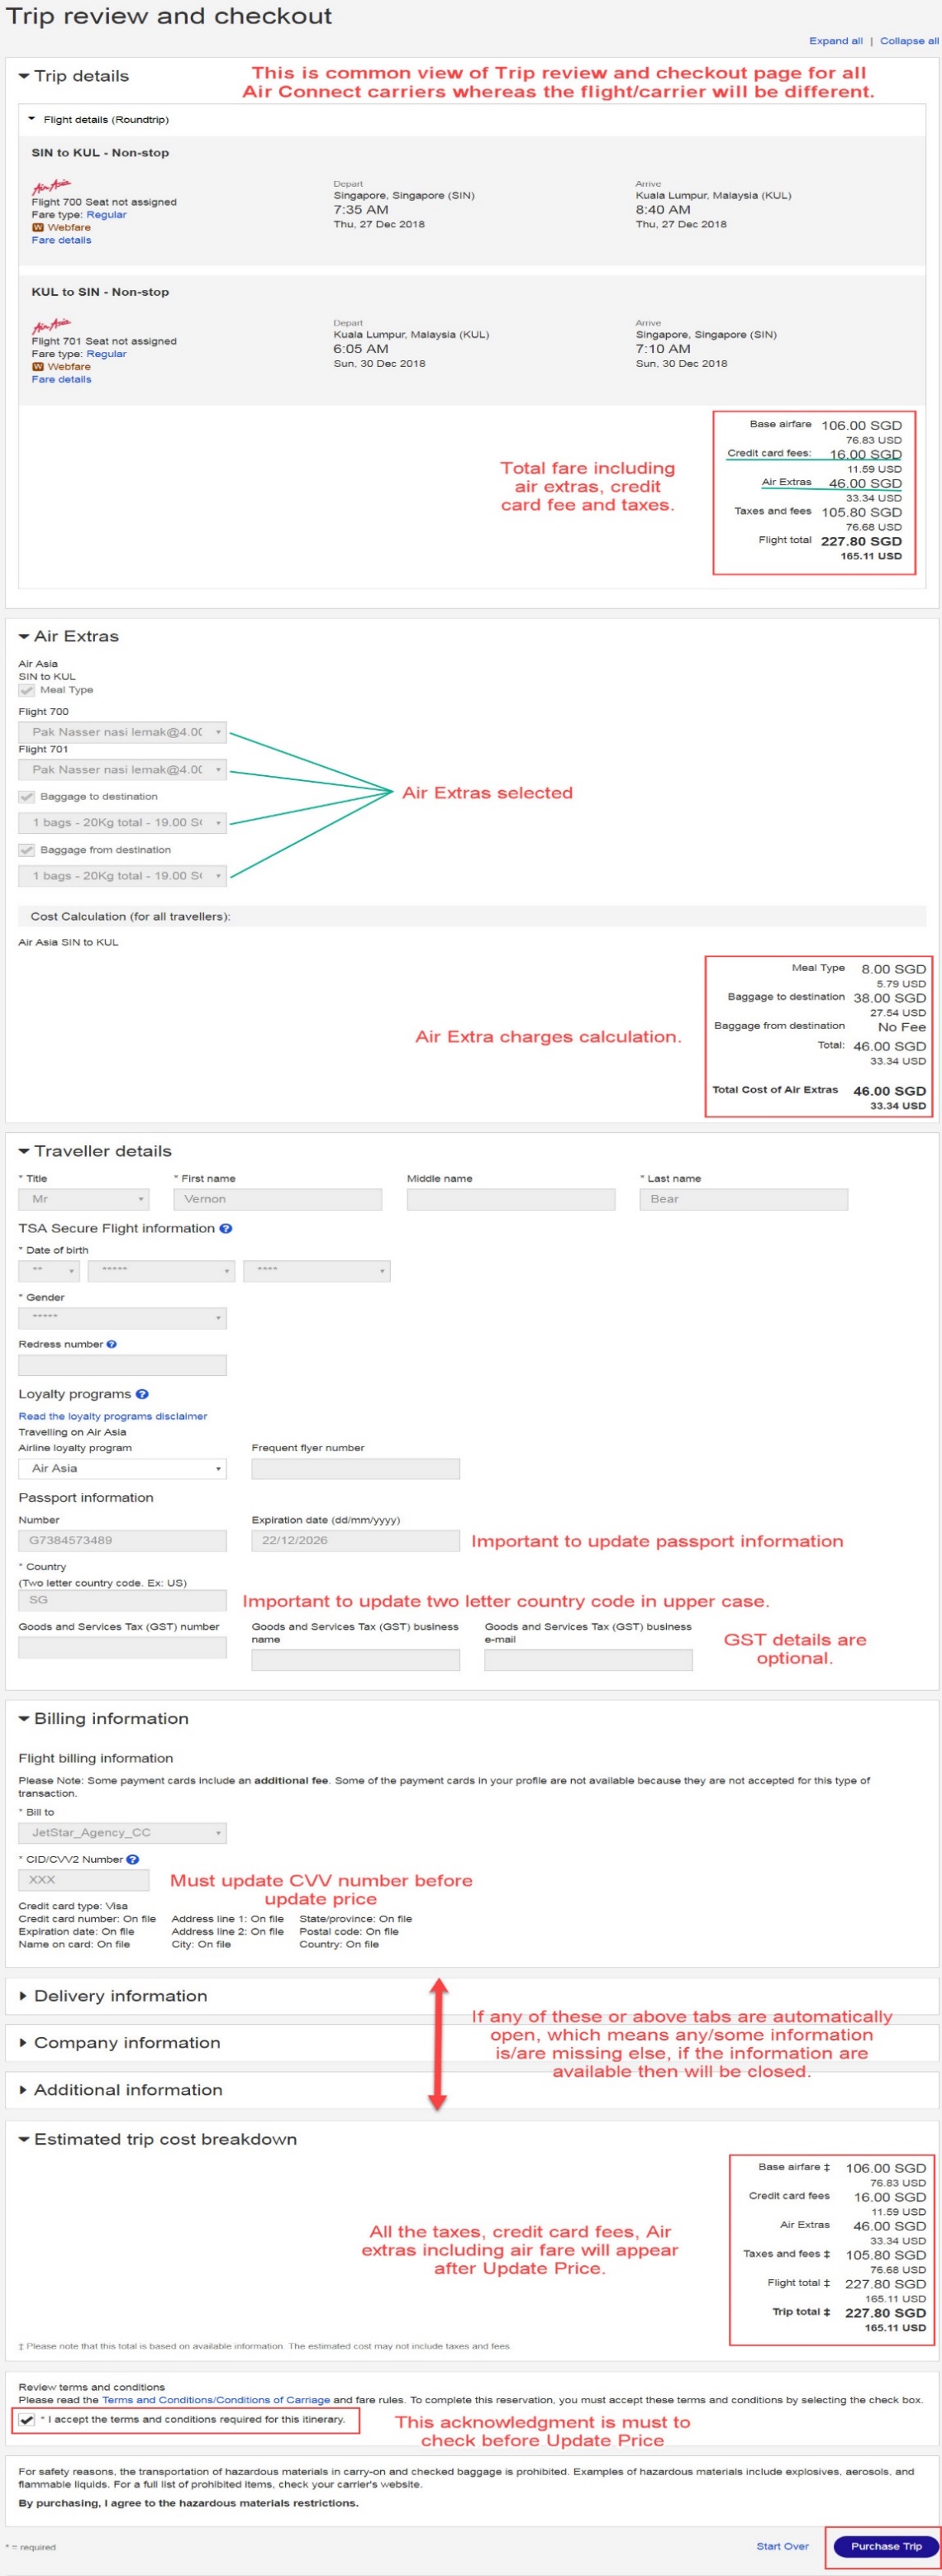 Trip review and checkout
Expand all | Collapse all
Trip details
This is common view of Trip review and checkout page for all
Air Connect carriers whereas the flight/carrier will be different.
Flight details (Roundtrip)
SIN to KUL - Non-stop
AirAsia
Flight 700 Seat not assigned
Fare type: Regular
W Webfare
Fare details
Depart
Singapore, Singapore (SIN)
7:35 AM
Thu, 27 Dec 2018
Arrive
Kuala Lumpur, Malaysia (KUL)
8:40 AM
Thu, 27 Dec 2018
KUL to SIN - Non-stop
AirAsia
Flight 701 Seat not assigned
Fare type: Regular
W Webfare
Fare details
Depart
Kuala Lumpur, Malaysia (KUL)
6:05 AM
Sun, 30 Dec 2018
Arrive
Singapore, Singapore (SIN)
7:10 AM
Sun, 30 Dec 2018
Total fare including
air extras, credit
card fee and taxes.
Base airfare 106.00 SGD
76.83 USD
Credit card fees: 16.00 SGD
11.59 USD
Air Extras 46.00 SGD
33.34 USD
Taxes and fees 105.80 SGD
76.68 USD
Flight total 227.80 SGD
165.11 USD
Air Extras
Air Asia
SIN to KUL
Meal Type
Flight 700
Pak Nasser nasi lemak@4.0(
Flight 701
Pak Nasser nasi lemak@4.0(
Baggage to destination
1 bags - 20Kg total - 19.00 S(
Baggage from destination
1 bags - 20Kg total - 19.00 S(
Air Extras selected
Cost Calculation (for all travellers):
Air Asia SIN to KUL
Air Extra charges calculation.
Meal Type 8.00 SGD
5.79 USD
Baggage to destination 38.00 SGD
27.54 USD
Baggage from destination No Fee
Total: 46.00 SGD
33.34 USD
Total Cost of Air Extras 46.00 SGD
33.34 USD
Traveller details
* Title * First name Middle name * Last name
Mr Vernon Bear
TSA Secure Flight information ?
* Date of birth
** ***** ****
* Gender
*****
Redress number ?
Loyalty programs ?
Read the loyalty programs disclaimer
Travelling on Air Asia
Airline loyalty program Frequent flyer number
Air Asia
Passport information
Number Expiration date (dd/mm/yyyy)
G7384573489 22/12/2026 Important to update passport information
* Country
(Two letter country code. Ex: US)
SG Important to update two letter country code in upper case.
Goods and Services Tax (GST) number
Goods and Services Tax (GST) business
name
Goods and Services Tax (GST) business
e-mail
GST details are
optional.
Billing information
Flight billing information
Please Note: Some payment cards include an additional fee. Some of the payment cards in your profile are not available because they are not accepted for this type of
transaction.
* Bill to
JetStar_Agency_CC
* CID/CVV2 Number ?
XXX
Must update CVV number before
update price
Credit card type: Visa
Credit card number: On file Address line 1: On file State/province: On file
Expiration date: On file Address line 2: On file Postal code: On file
Name on card: On file City: On file Country: On file
Delivery information
Company information
Additional information
If any of these or above tabs are automatically
open, which means any/some information
is/are missing else, if the information are
available then will be closed.
Estimated trip cost breakdown
All the taxes, credit card fees, Air
extras including air fare will appear
after Update Price.
Base airfare ‡ 106.00 SGD
76.83 USD
Credit card fees 16.00 SGD
11.59 USD
Air Extras 46.00 SGD
33.34 USD
Taxes and fees ‡ 105.80 SGD
76.68 USD
Flight total ‡ 227.80 SGD
165.11 USD
Trip total ‡ 227.80 SGD
165.11 USD
‡ Please note that this total is based on available information. The estimated cost may not include taxes and fees.
Review terms and conditions
Please read the Terms and Conditions/Conditions of Carriage and fare rules. To complete this reservation, you must accept these terms and conditions by selecting the check box.
* I accept the terms and conditions required for this itinerary.
This acknowledgment is must to
check before Update Price
For safety reasons, the transportation of hazardous materials in carry-on and checked baggage is prohibited. Examples of hazardous materials include explosives, aerosols, and
flammable liquids. For a full list of prohibited items, check your carrier's website.
By purchasing, I agree to the hazardous materials restrictions.
* = required
Start Over Purchase Trip